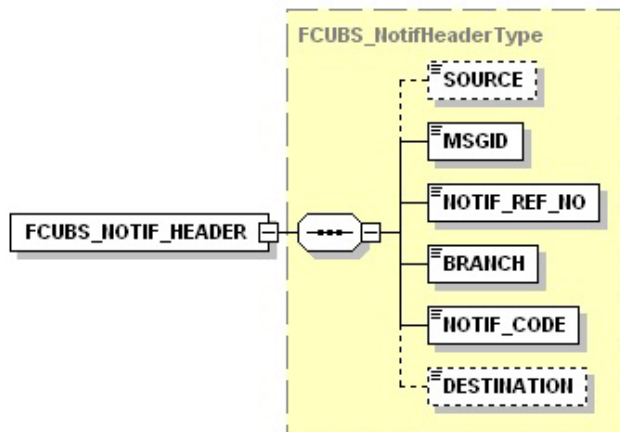 FCUBS_NotifHeaderType
SOURCE
MSGID
NOTIF_REF_NO
FCUBS_NOTIF_HEADER
BRANCH
NOTIF_CODE
DESTINATION